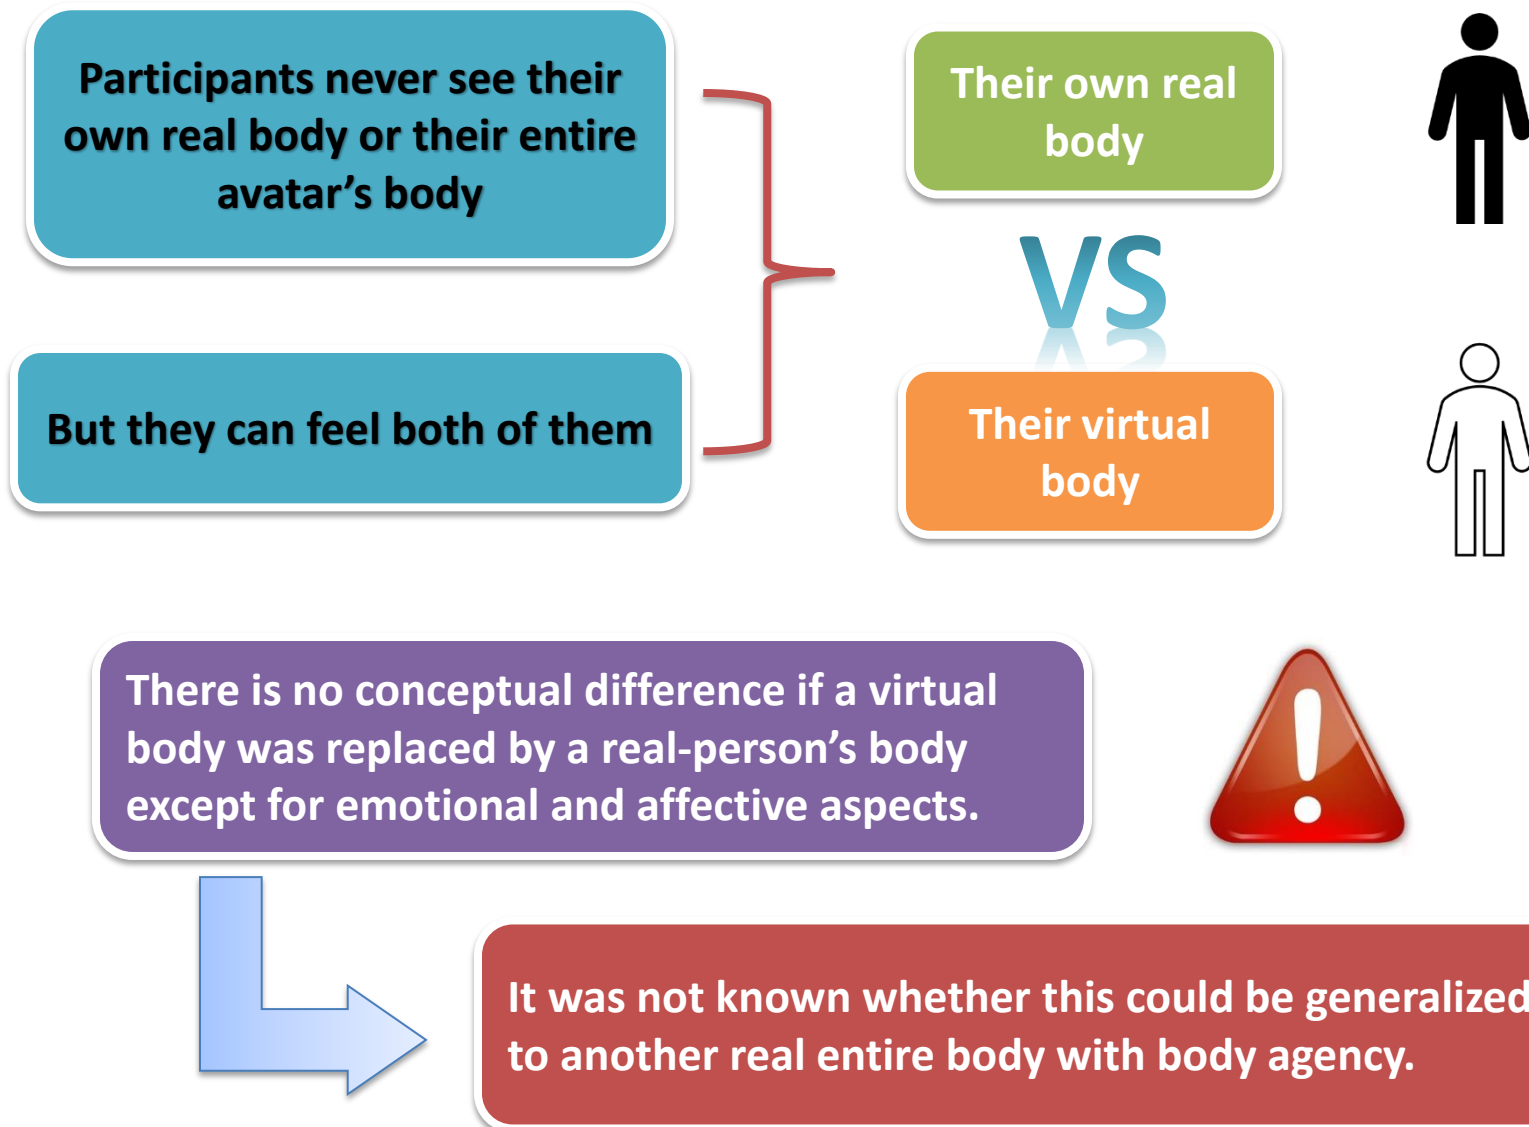 Participants never see their
own real body or their entire
avatar's body
But they can feel both of them
Their own real
body
VS
Their virtual
body
There is no conceptual difference if a virtual
body was replaced by a real-person's body
except for emotional and affective aspects.
It was not known whether this could be generalized
to another real entire body with body agency.